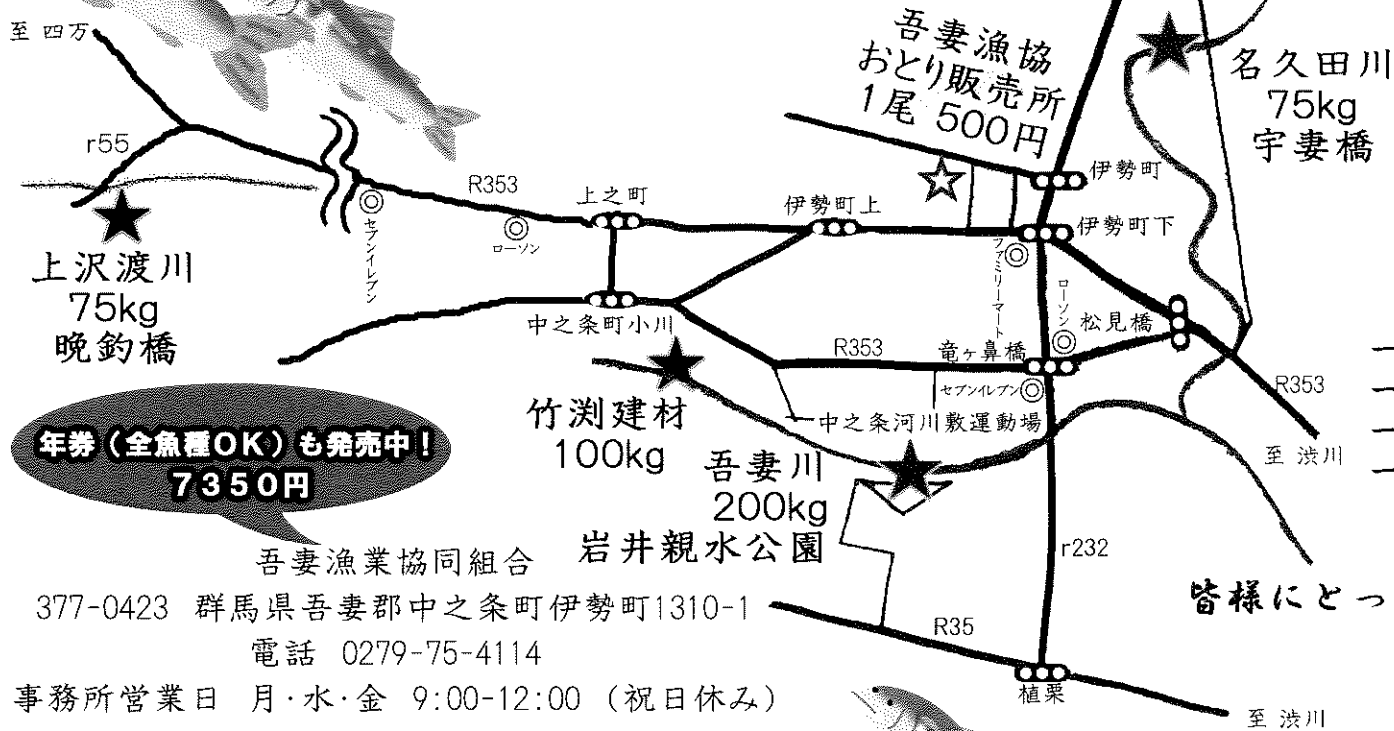 至 四万
r55
上沢渡川
75kg
晩釣橋
R353
セブンイレブン
ローソン
上之町
中之条町小川
伊勢町上
吾妻漁協
おとり販売所
1尾 500円
伊勢町
伊勢町下
ファミリーマート
ローソン
松見橋
名久田川
75kg
宇妻橋
R353
竜ヶ鼻橋
セブンイレブン
中之条河川敷運動場
R353
至 渋川
竹渕建材
100kg
吾妻川
200kg
岩井親水公園
r232
R35
植栗
至 渋川
年券(全魚種OK)も発売中!
7350円
吾妻漁業協同組合
377-0423 群馬県吾妻郡中之条町伊勢町1310-1
電話 0279-75-4114
事務所営業日 月・水・金 9:00-12:00 (祝日休み)
皆様にとっ